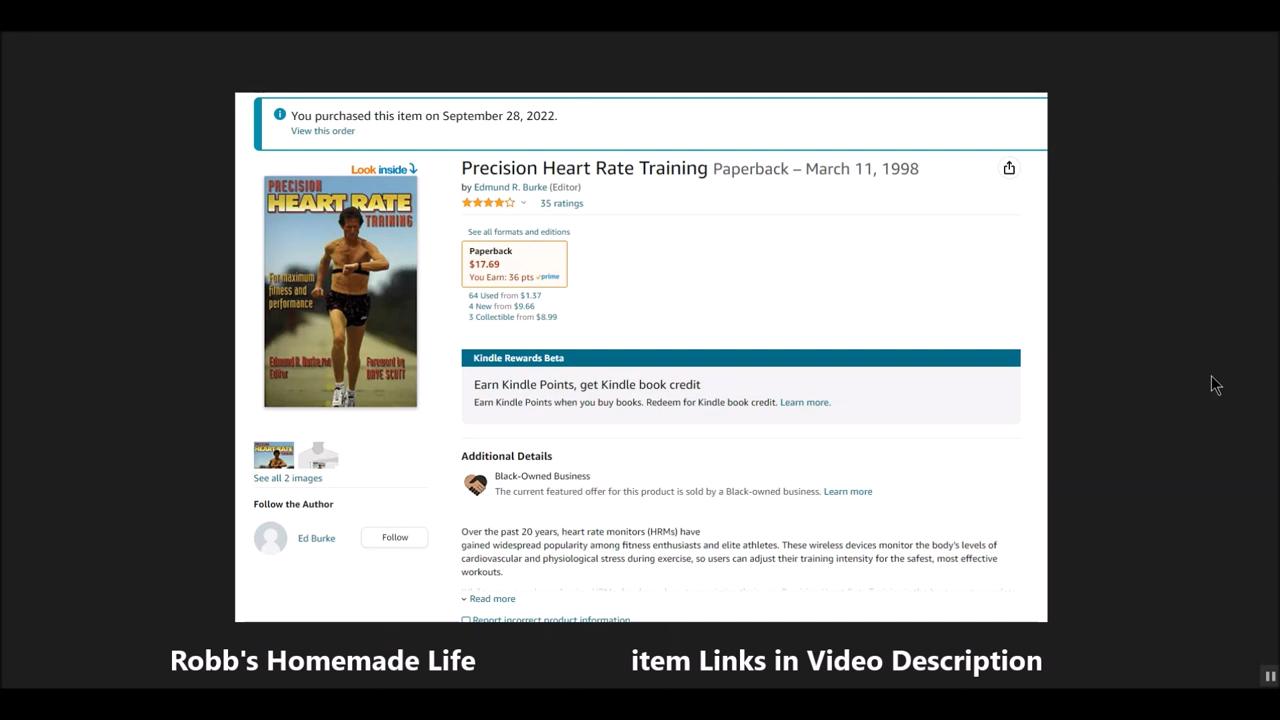 You purchased this item on September 28, 2022.
View this order
Look inside
PRECISION
HEART RATE
TRAINING
For maximum
fitness and
performance
Edmund R. Burke, PhD
Editor
Foreword by
DAVE SCOTT
See all 2 images
Follow the Author
Ed Burke
Follow
Precision Heart Rate Training Paperback – March 11, 1998
by Edmund R. Burke (Editor)
35 ratings
See all formats and editions
Paperback
$17.69
You Earn: 36 pts prime
64 Used from $1.37
4 New from $9.66
3 Collectible from $8.99
Kindle Rewards Beta
Earn Kindle Points, get Kindle book credit
Earn Kindle Points when you buy books. Redeem for Kindle book credit. Learn more.
Additional Details
Black-Owned Business
The current featured offer for this product is sold by a Black-owned business. Learn more
Over the past 20 years, heart rate monitors (HRMs) have
gained widespread popularity among fitness enthusiasts and elite athletes. These wireless devices monitor the body's levels of
cardiovascular and physiological stress during exercise, so users can adjust their training intensity for the safest, most effective
workouts.
Read more
Report incorrect product information
Robb's Homemade Life
item Links in Video Description